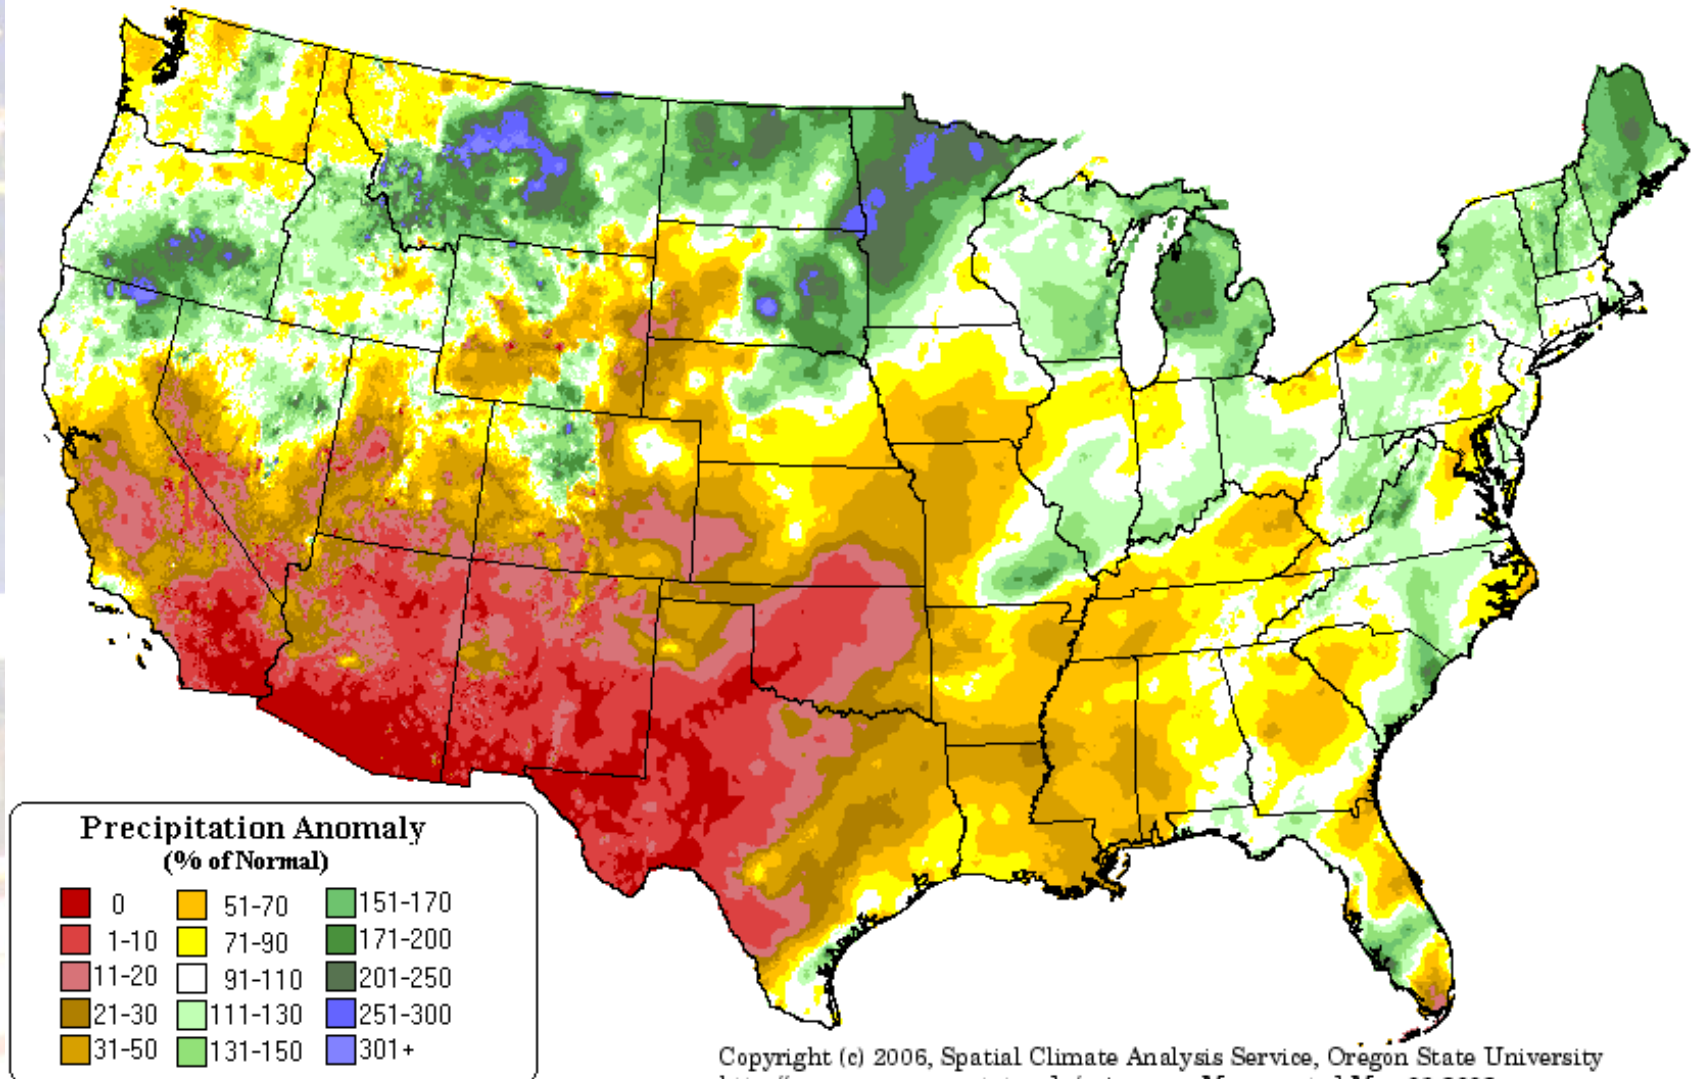 Precipitation Anomaly
(% of Normal)
0 51-70 151-170
1-10 71-90 171-200
11-20 91-110 201-250
21-30 111-130 251-300
31-50 131-150 301+
Copyright (c) 2006, Spatial Climate Analysis Service, Oregon State University